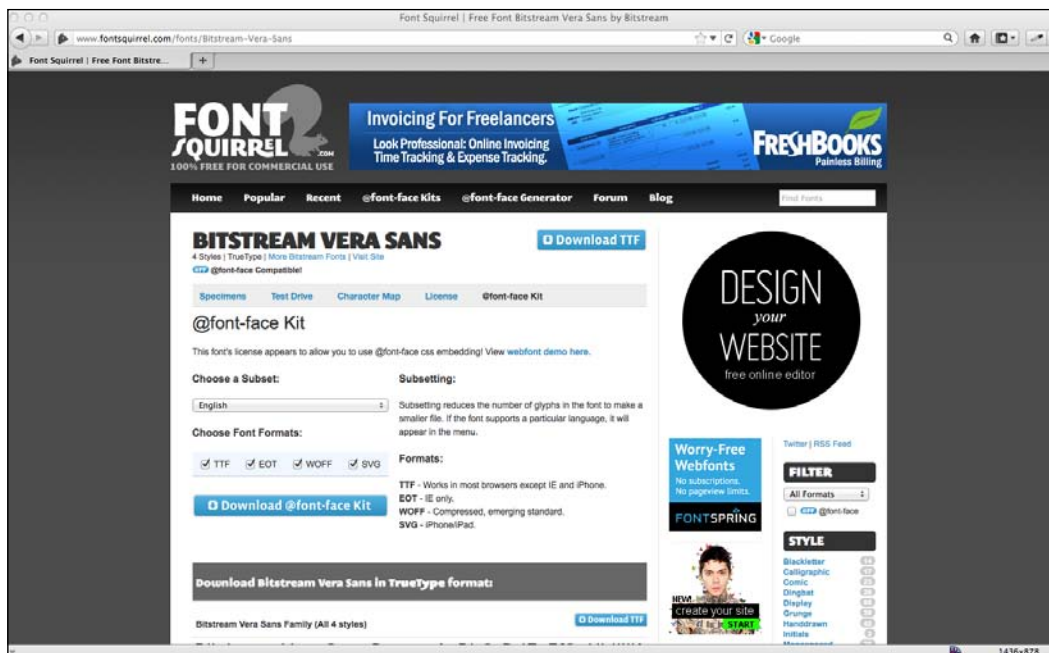 Font Squirrel | Free Font Bitstream Vera Sans by Bitstream
www.fontsquirrel.com/fonts/Bitstream-Vera-Sans
Google
Font Squirrel | Free Font Bitstre...
FONT
SQUIRREL .COM
100% FREE FOR COMMERCIAL USE
Invoicing For Freelancers
Look Professional: Online Invoicing
Time Tracking & Expense Tracking.
FRESHBOOKS
Painless Billing
Home Popular Recent @font-face Kits @font-face Generator Forum Blog
Find Fonts
BITSTREAM VERA SANS
Download TTF
4 Styles | TrueType | More Bitstream Fonts | Visit Site
@font-face Compatible!
Specimens Test Drive Character Map License @font-face Kit
@font-face Kit
This font's license appears to allow you to use @font-face css embedding! View webfont demo here.
Choose a Subset:
English
Choose Font Formats:
TTF EOT WOFF SVG
Download @font-face Kit
Subsetting:
Subsetting reduces the number of glyphs in the font to make a
smaller file. If the font supports a particular language, it will
appear in the menu.
Formats:
TTF - Works in most browsers except IE and iPhone.
EOT - IE only.
WOFF - Compressed, emerging standard.
SVG - iPhone/iPad.
Download Bitstream Vera Sans in TrueType format:
Bitstream Vera Sans Family (All 4 styles)
Download TTF
DESIGN
your
WEBSITE
free online editor
Worry-Free
Webfonts
No subscriptions.
No pageview limits.
FONTSPRING
NEW!
create your site
START
Twitter | RSS Feed
FILTER
All Formats
@font-face
STYLE
Blackletter
Calligraphic
Comic
Dingbat
Display
Grunge
Handdrawn
Initials
1436×878